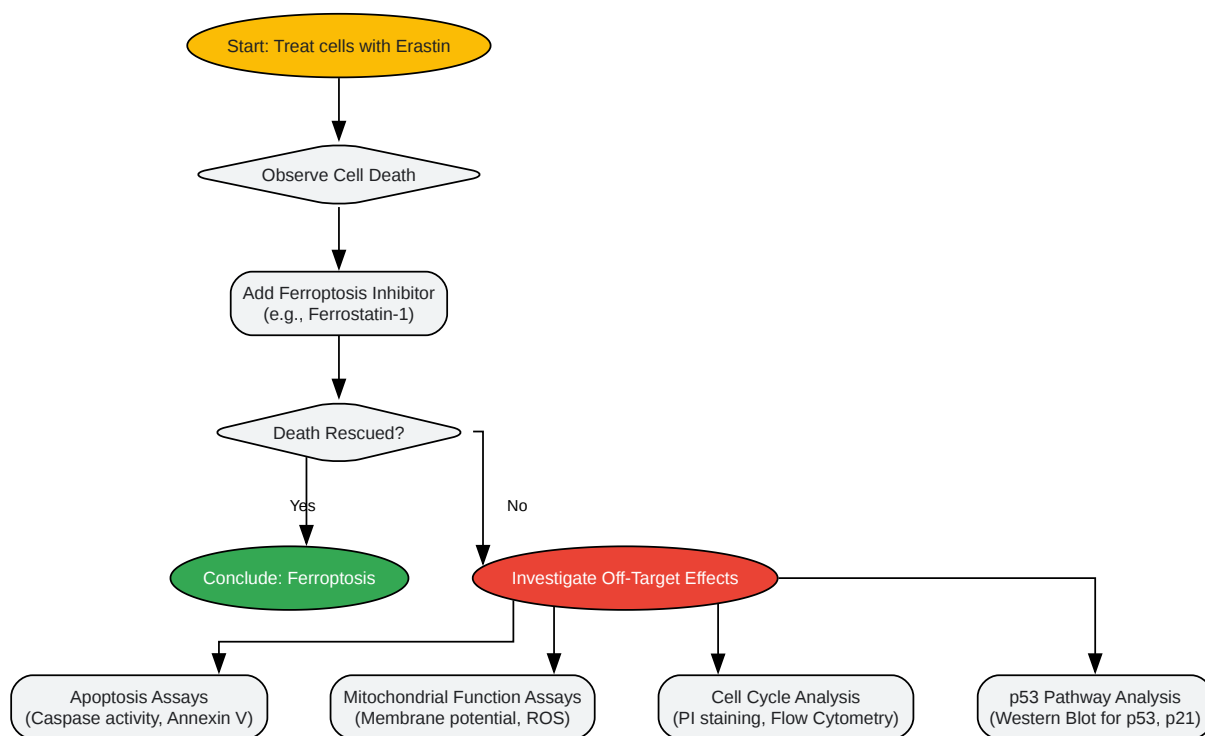 Start: Treat cells with Erastin
Observe Cell Death
Add Ferroptosis Inhibitor
(e.g., Ferrostatin-1)
Death Rescued?
Yes
No
Conclude: Ferroptosis
Investigate Off-Target Effects
Apoptosis Assays
(Caspase activity, Annexin V)
Mitochondrial Function Assays
(Membrane potential, ROS)
Cell Cycle Analysis
(PI staining, Flow Cytometry)
p53 Pathway Analysis
(Western Blot for p53, p21)